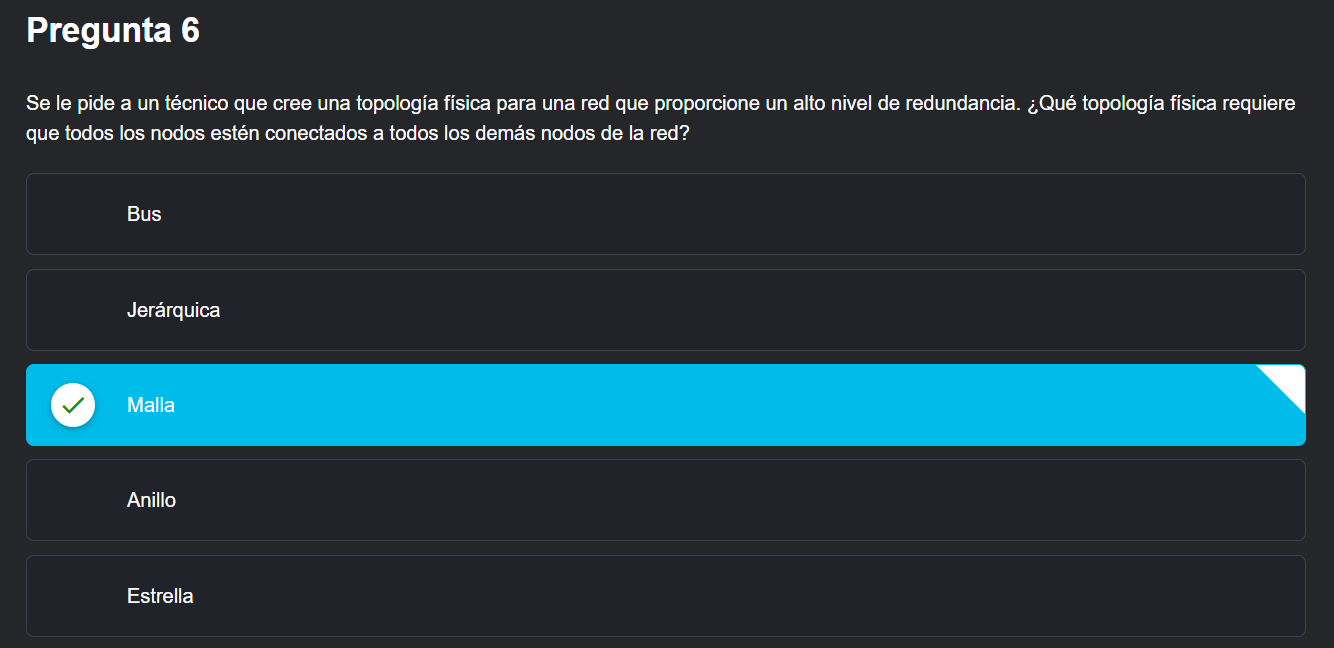 Pregunta 6
Se le pide a un técnico que cree una topología física para una red que proporcione un alto nivel de redundancia. ¿Qué topología física requiere
que todos los nodos estén conectados a todos los demás nodos de la red?
Bus
Jerárquica
Malla
Anillo
Estrella